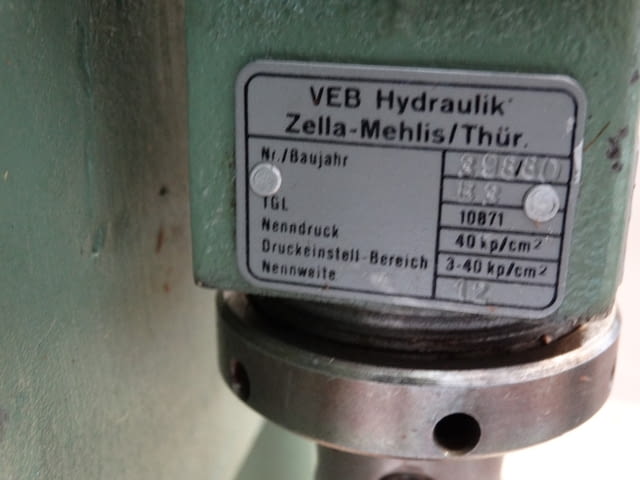 VEB Hydraulik
Zella-Mehlis/Thür.
Nr./Baujahr
TGL 10871
Nenndruck 40 kp/cm²
Druckeinstell-Bereich 3-40 kp/cm²
Nennweite 12